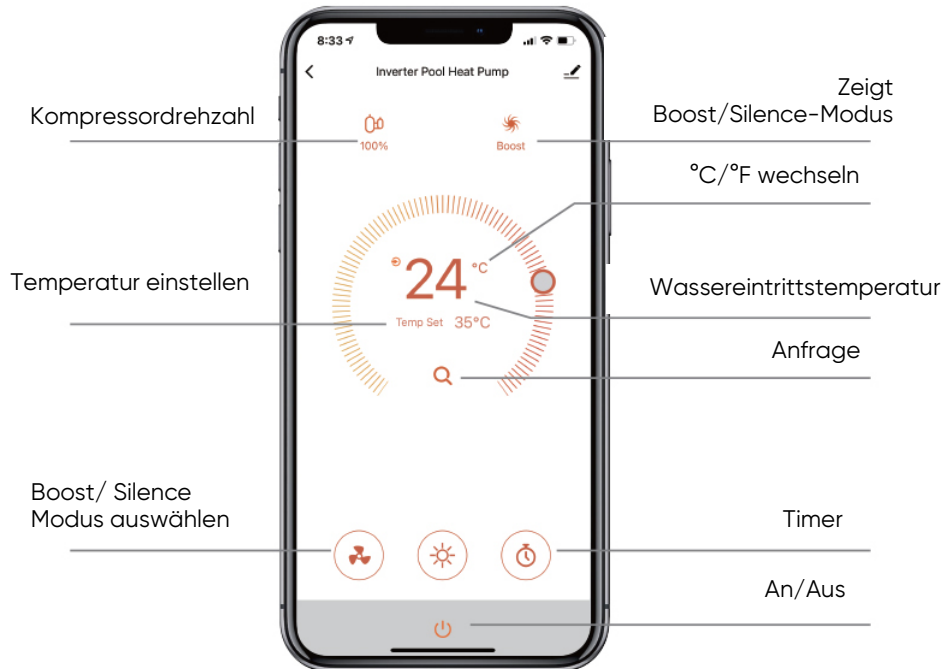 8:33
Inverter Pool Heat Pump
Kompressordrehzahl
Zeigt
Boost/Silence-Modus
100%
Boost
°C/°F wechseln
24 °C
Temperatur einstellen
Wassereintrittstemperatur
Temp Set 35°C
Anfrage
Boost/ Silence
Modus auswählen
Timer
An/Aus